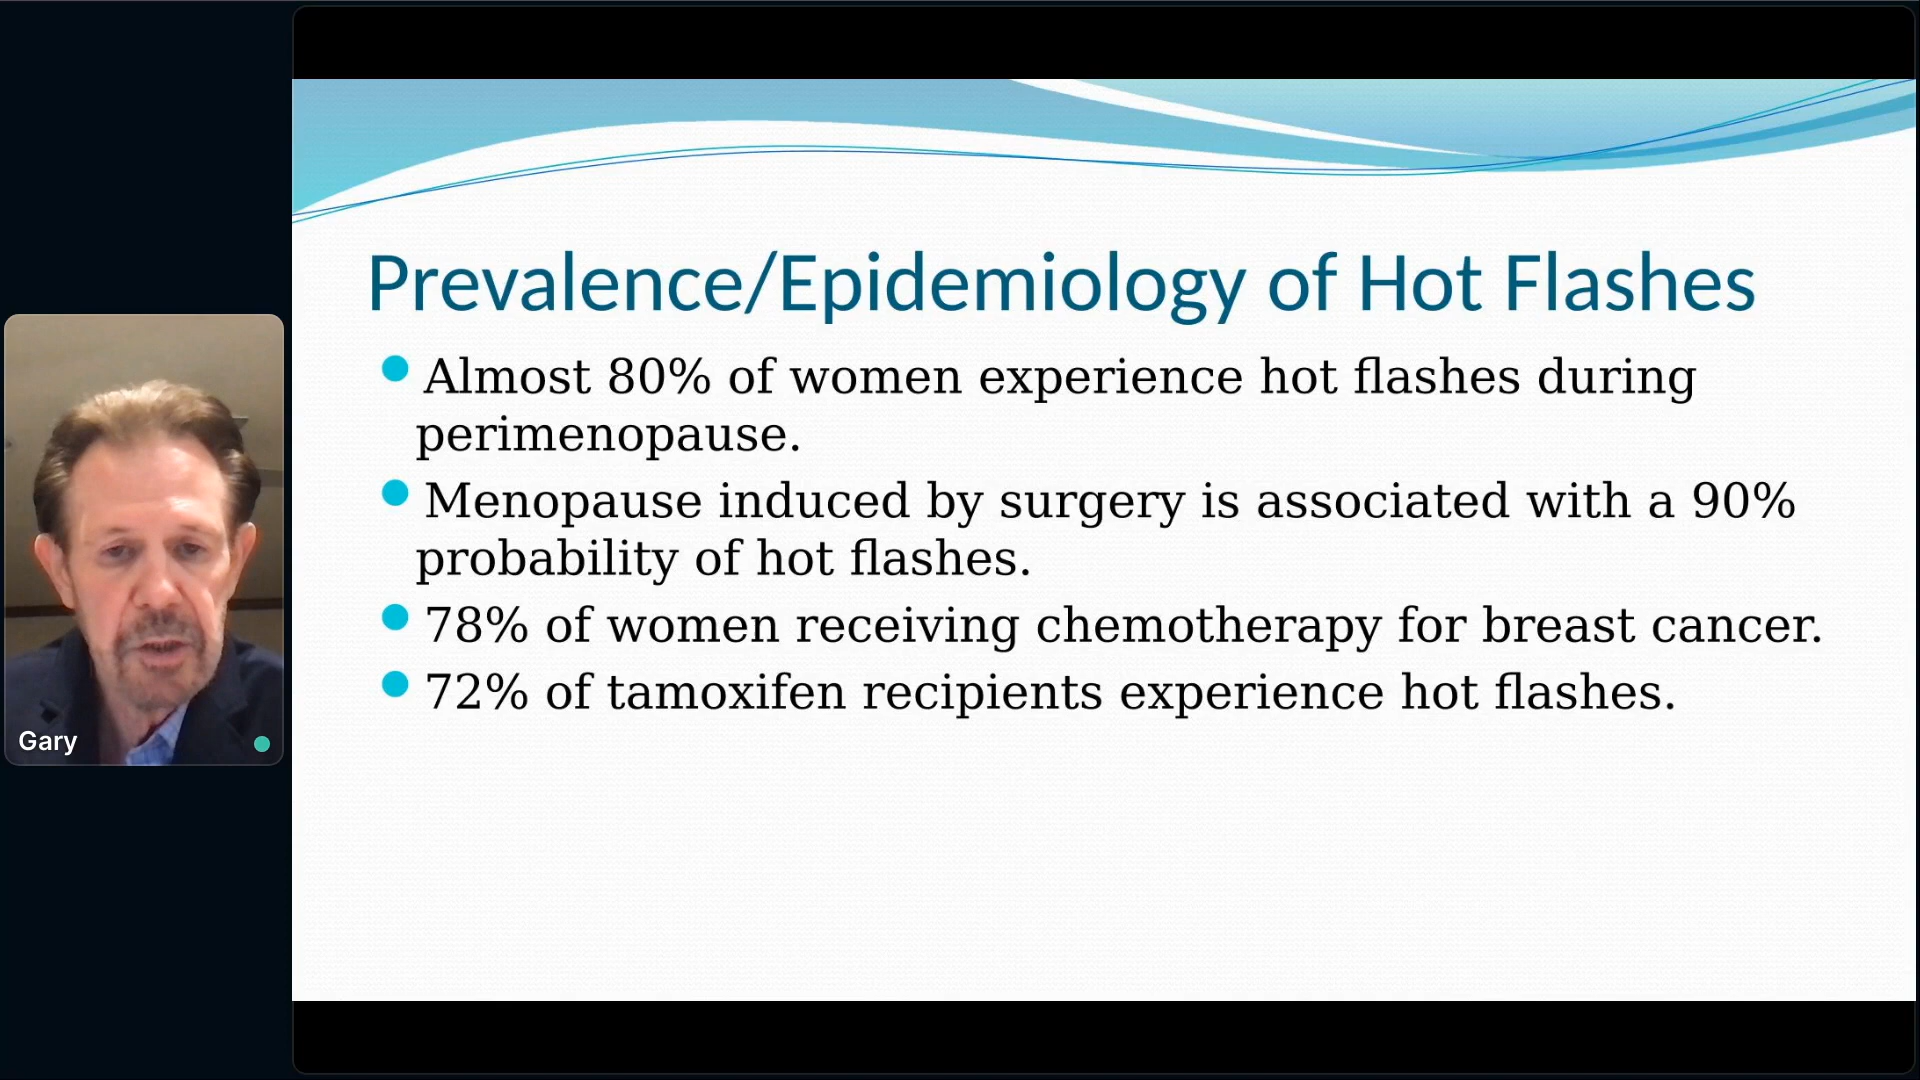 Prevalence/Epidemiology of Hot Flashes
Almost 80% of women experience hot flashes during
perimenopause.
Menopause induced by surgery is associated with a 90%
probability of hot flashes.
78% of women receiving chemotherapy for breast cancer.
72% of tamoxifen recipients experience hot flashes.
Gary